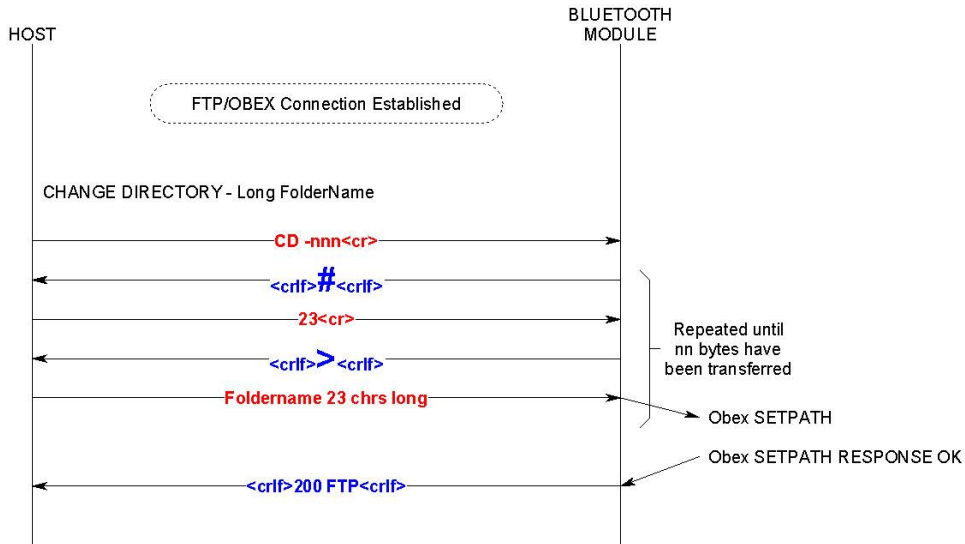 HOST
BLUETOOTH
MODULE
FTP/OBEX Connection Established
CHANGE DIRECTORY - Long FolderName
CD -nnn<cr>
<crlf>#<crlf>
23<cr>
<crlf>><crlf>
Repeated until
nn bytes have
been transferred
Foldername 23 chrs long
Obex SETPATH
Obex SETPATH RESPONSE OK
<crlf>200 FTP<crlf>